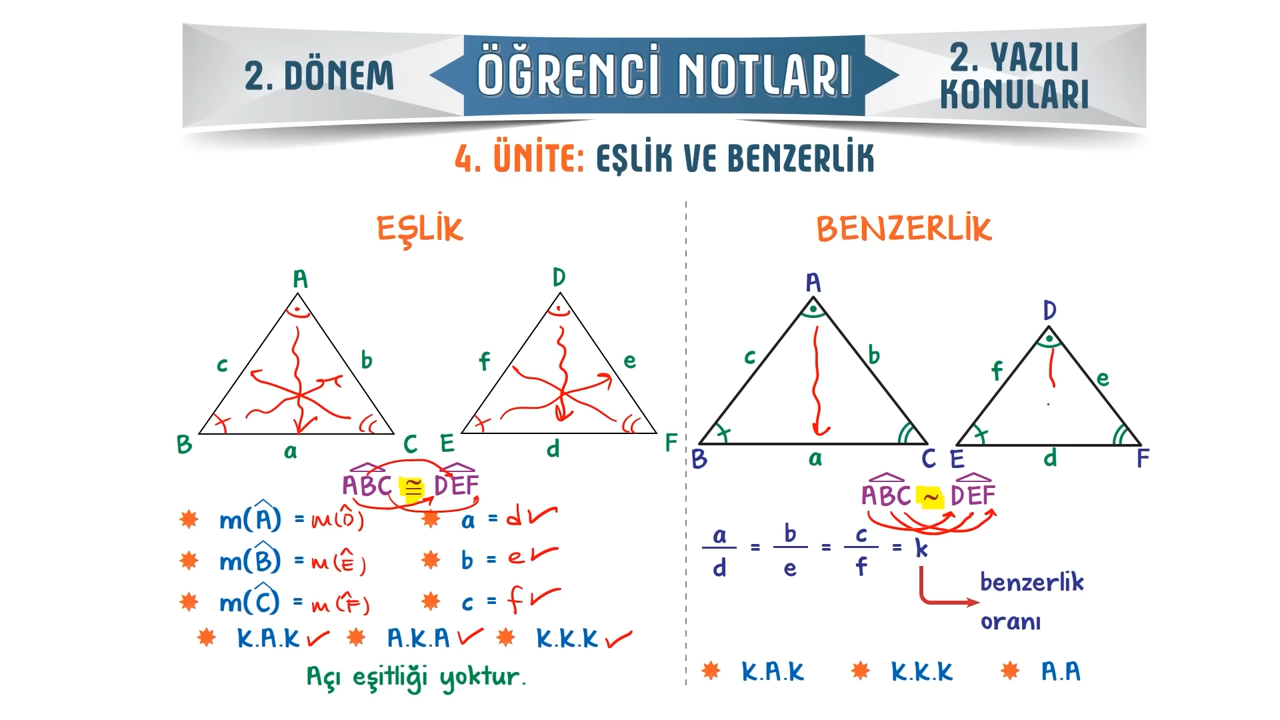 2. DÖNEM
ÖĞRENCİ NOTLARI
2. YAZILI
KONULARI
4. ÜNİTE: EŞLİK VE BENZERLİK
EŞLİK
A
c b
B a C
D
f e
E d F
ABC ≅ DEF
m(Â) = m(D̂) a = d ✓
m(B̂) = m(Ê) b = e ✓
m(Ĉ) = m(F̂) c = f ✓
K.A.K ✓ A.K.A ✓ K.K.K ✓
Açı eşitliği yoktur.
BENZERLİK
A
c b
B a C
D
f e
E d F
ABC ~ DEF
a/d = b/e = c/f = k
benzerlik
oranı
K.A.K K.K.K A.A